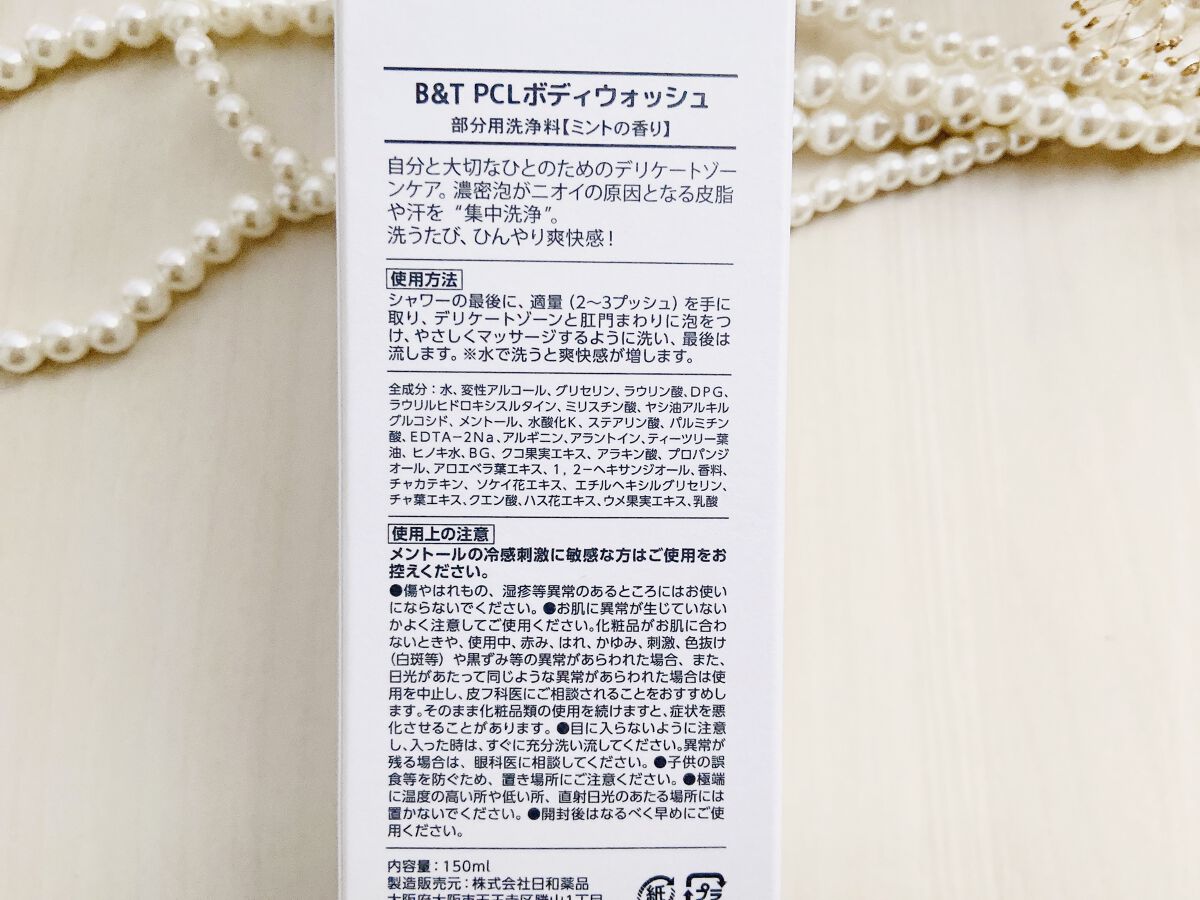 B&T PCLボディウォッシュ
部分用洗浄料【ミントの香り】
自分と大切なひとのためのデリケートゾー
ンケア。濃密泡がニオイの原因となる皮脂
や汗を“集中洗浄”。
洗うたび、ひんやり爽快感！
使用方法
シャワーの最後に、適量（2〜3プッシュ）を手に
取り、デリケートゾーンと肛門まわりに泡をつ
け、やさしくマッサージするように洗い、最後は
流します。※水で洗うと爽快感が増します。
全成分：水、変性アルコール、グリセリン、ラウリン酸、DPG、
ラウリルヒドロキシスルタイン、ミリスチン酸、ヤシ油アルキル
グルコシド、メントール、水酸化K、ステアリン酸、パルミチン
酸、EDTA−2Na、アルギニン、アラントイン、ティーツリー葉
油、ヒノキ水、BG、クコ果実エキス、アラキン酸、プロパンジ
オール、アロエベラ葉エキス、1，2−ヘキサンジオール、香料、
チャカテキン、ソケイ花エキス、エチルヘキシルグリセリン、
チャ葉エキス、クエン酸、ハス花エキス、ウメ果実エキス、乳酸
使用上の注意
メントールの冷感刺激に敏感な方はご使用をお
控えください。
●傷やはれもの、湿疹等異常のあるところにはお使い
にならないでください。●お肌に異常が生じていない
かよく注意してご使用ください。化粧品がお肌に合わ
ないときや、使用中、赤み、はれ、かゆみ、刺激、色抜け
（白斑等）や黒ずみ等の異常があらわれた場合、また、
日光があたって同じような異常があらわれた場合は使
用を中止し、皮フ科医にご相談されることをおすすめし
ます。そのまま化粧品類の使用を続けますと、症状を悪
化させることがあります。●目に入らないように注意
し、入った時は、すぐに充分洗い流してください。異常が
残る場合は、眼科医に相談してください。●子供の誤
食等を防ぐため、置き場所にご注意ください。●極端
に温度の高い所や低い所、直射日光のあたる場所には
置かないでください。●開封後はなるべく早めにご使
用ください。
内容量：150ml
製造販売元：株式会社日和薬品
大阪府大阪市天王寺区勝山1丁目
紙
プラ